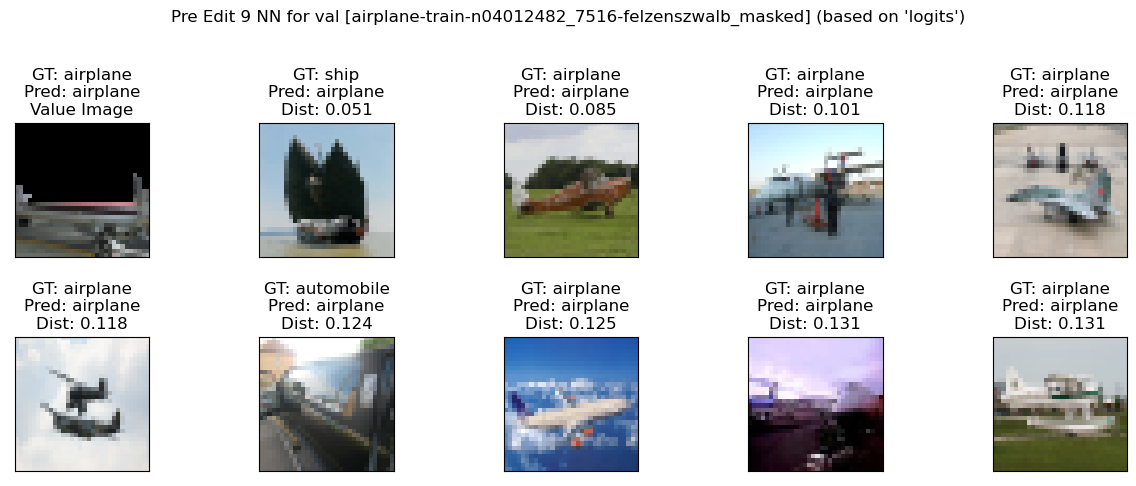 Pre Edit 9 NN for val [airplane-train-n04012482_7516-felzenszwalb_masked] (based on 'logits')
GT: airplane
Pred: airplane
Value Image
GT: ship
Pred: airplane
Dist: 0.051
GT: airplane
Pred: airplane
Dist: 0.085
GT: airplane
Pred: airplane
Dist: 0.101
GT: airplane
Pred: airplane
Dist: 0.118
GT: airplane
Pred: airplane
Dist: 0.118
GT: automobile
Pred: airplane
Dist: 0.124
GT: airplane
Pred: airplane
Dist: 0.125
GT: airplane
Pred: airplane
Dist: 0.131
GT: airplane
Pred: airplane
Dist: 0.131